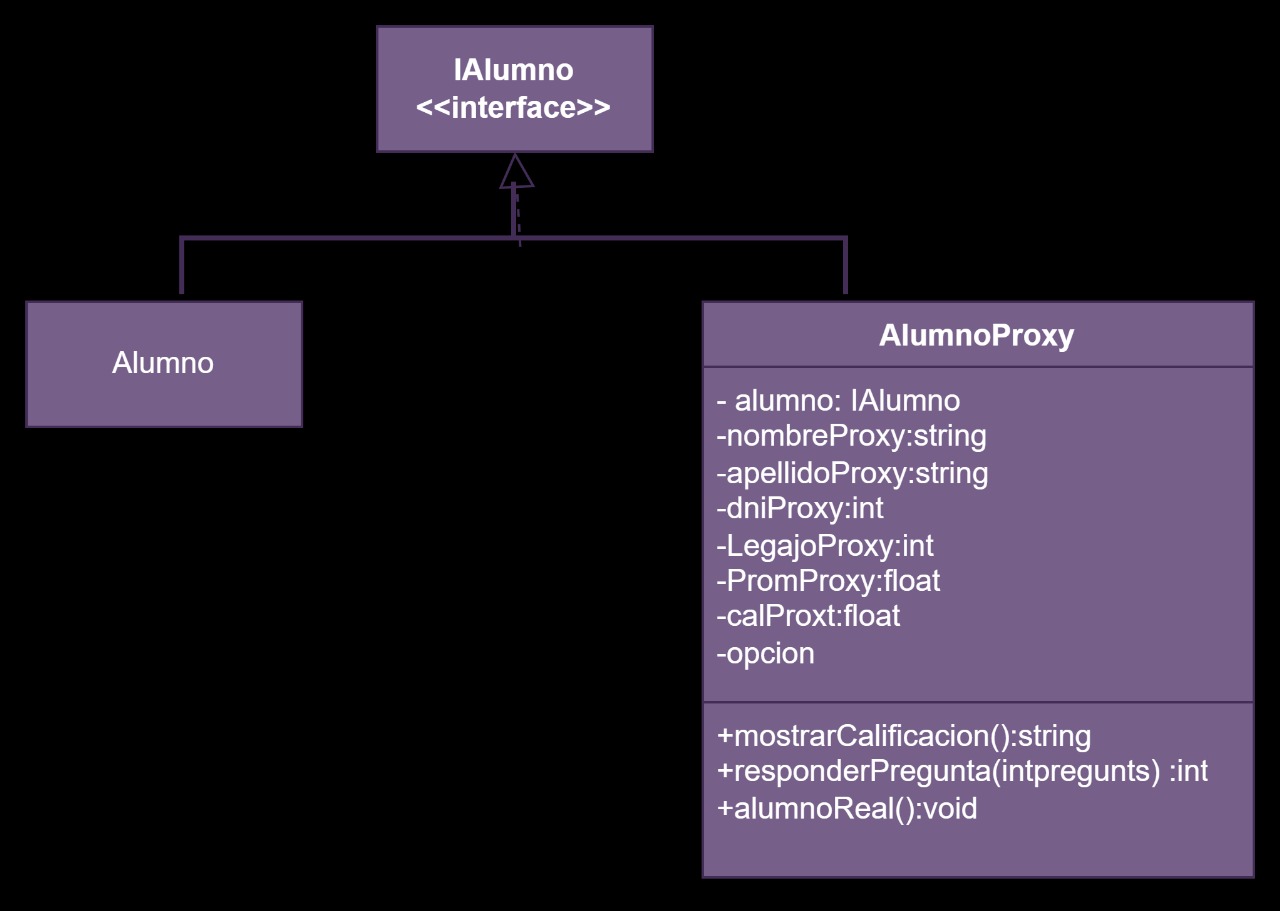 IAlumno
<<interface>>
Alumno
AlumnoProxy
- alumno: IAlumno
-nombreProxy:string
-apellidoProxy:string
-dniProxy:int
-LegajoProxy:int
-PromProxy:float
-calProxt:float
-opcion
+mostrarCalificacion():string
+responderPregunta(intpregunts) :int
+alumnoReal():void